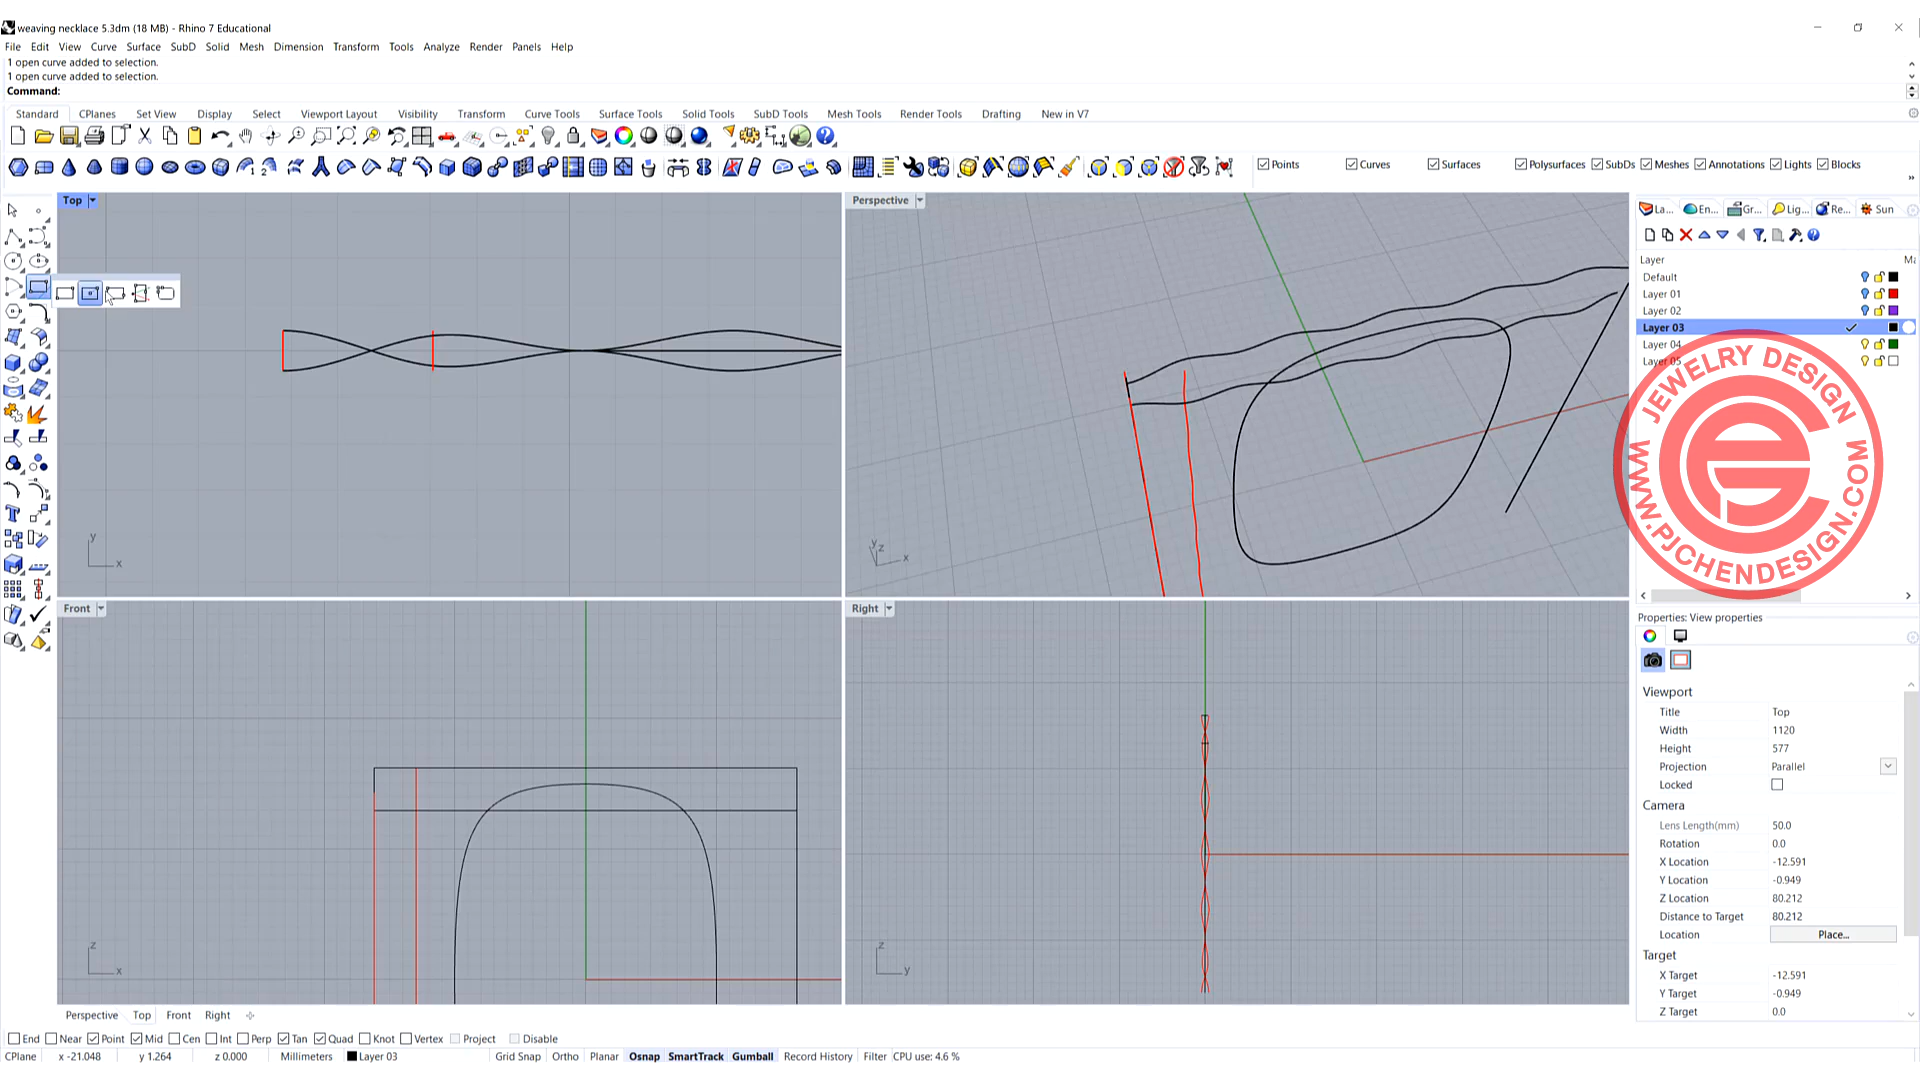 weaving necklace 5.3dm (18 MB) - Rhino 7 Educational
File Edit View Curve Surface SubD Solid Mesh Dimension Transform Tools Analyze Render Panels Help
1 open curve added to selection.
1 open curve added to selection.
Command:
Standard CPlanes Set View Display Select Viewport Layout Visibility Transform Curve Tools Surface Tools Solid Tools SubD Tools Mesh Tools Render Tools Drafting New in V7
Points Curves Surfaces Polysurfaces SubDs Meshes Annotations Lights Blocks
Top
Perspective
La... En... Gr... Lig... Re... Sun
Layer
Default
Layer 01
Layer 02
Layer 03
Layer 04
Layer 05
JEWELRY DESIGN
WWW.PJCHENDESIGN.COM
y x
y z x
Front
Right
z x
z y
Properties: View properties
Viewport
Title Top
Width 1120
Height 577
Projection Parallel
Locked
Camera
Lens Length(mm) 50.0
Rotation 0.0
X Location -12.591
Y Location -0.949
Z Location 80.212
Distance to Target 80.212
Location Place...
Target
X Target -12.591
Y Target -0.949
Z Target 0.0
Perspective Top Front Right
End Near Point Mid Cen Int Perp Tan Quad Knot Vertex Project Disable
CPlane x -21.048 y 1.264 z 0.000 Millimeters Layer 03 Grid Snap Ortho Planar Osnap SmartTrack Gumball Record History Filter CPU use: 4.6 %